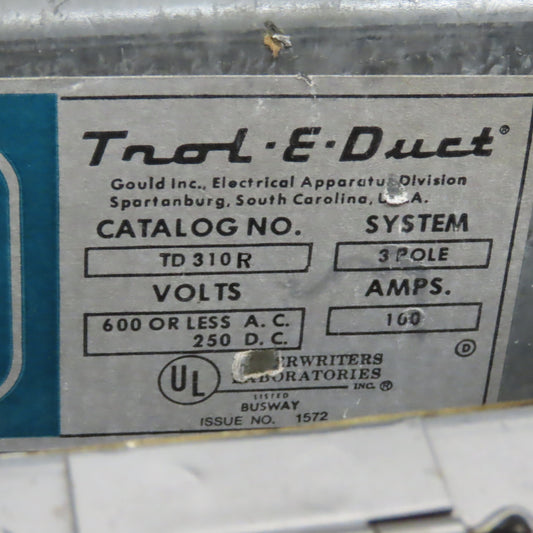 Trol-E-Duct®
Gould Inc., Electrical Apparatus Division
Spartanburg, South Carolina, U.S.A.
CATALOG NO. SYSTEM
TD 310R 3 POLE
VOLTS AMPS.
600 OR LESS A.C. 100
250 D.C.
UL UNDERWRITERS D
LABORATORIES
INC.®
LISTED
BUSWAY
ISSUE NO. 1572